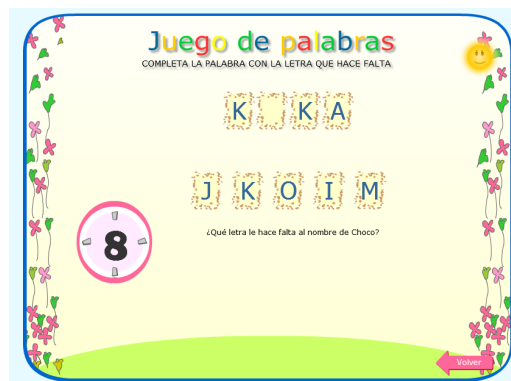 Juego de palabras
COMPLETA LA PALABRA CON LA LETRA QUE HACE FALTA
K K A
J K O I M
¿Qué letra le hace falta al nombre de Choco?
8
Volver